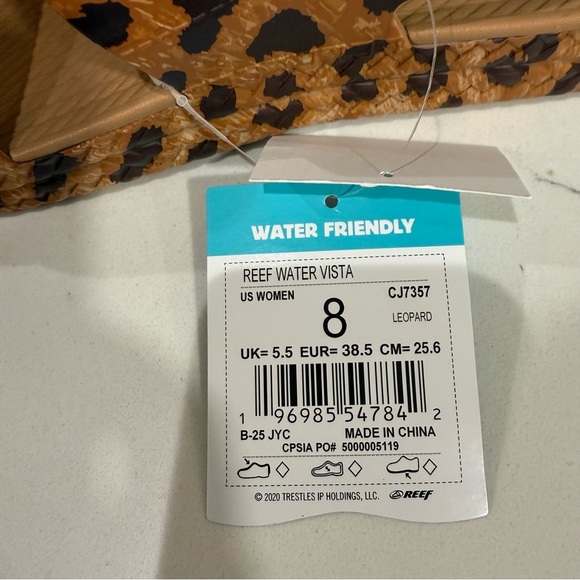 WATER FRIENDLY
REEF WATER VISTA
US WOMEN 8 CJ7357
LEOPARD
UK= 5.5 EUR= 38.5 CM= 25.6
1 96985 54784 2
B-25 JYC MADE IN CHINA
CPSIA PO# 5000005119
© 2020 TRESTLES IP HOLDINGS, LLC. REEF